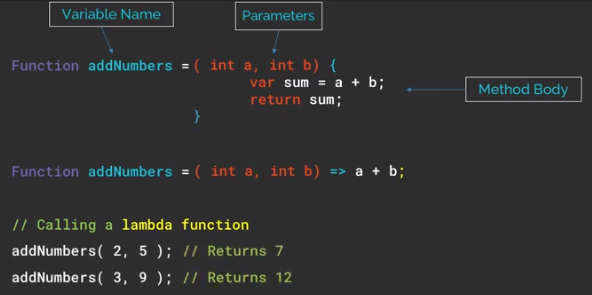 Variable Name
Parameters
Function addNumbers = ( int a, int b) {
var sum = a + b;
return sum;
}
Method Body
Function addNumbers = ( int a, int b) => a + b;
// Calling a lambda function
addNumbers( 2, 5 ); // Returns 7
addNumbers( 3, 9 ); // Returns 12